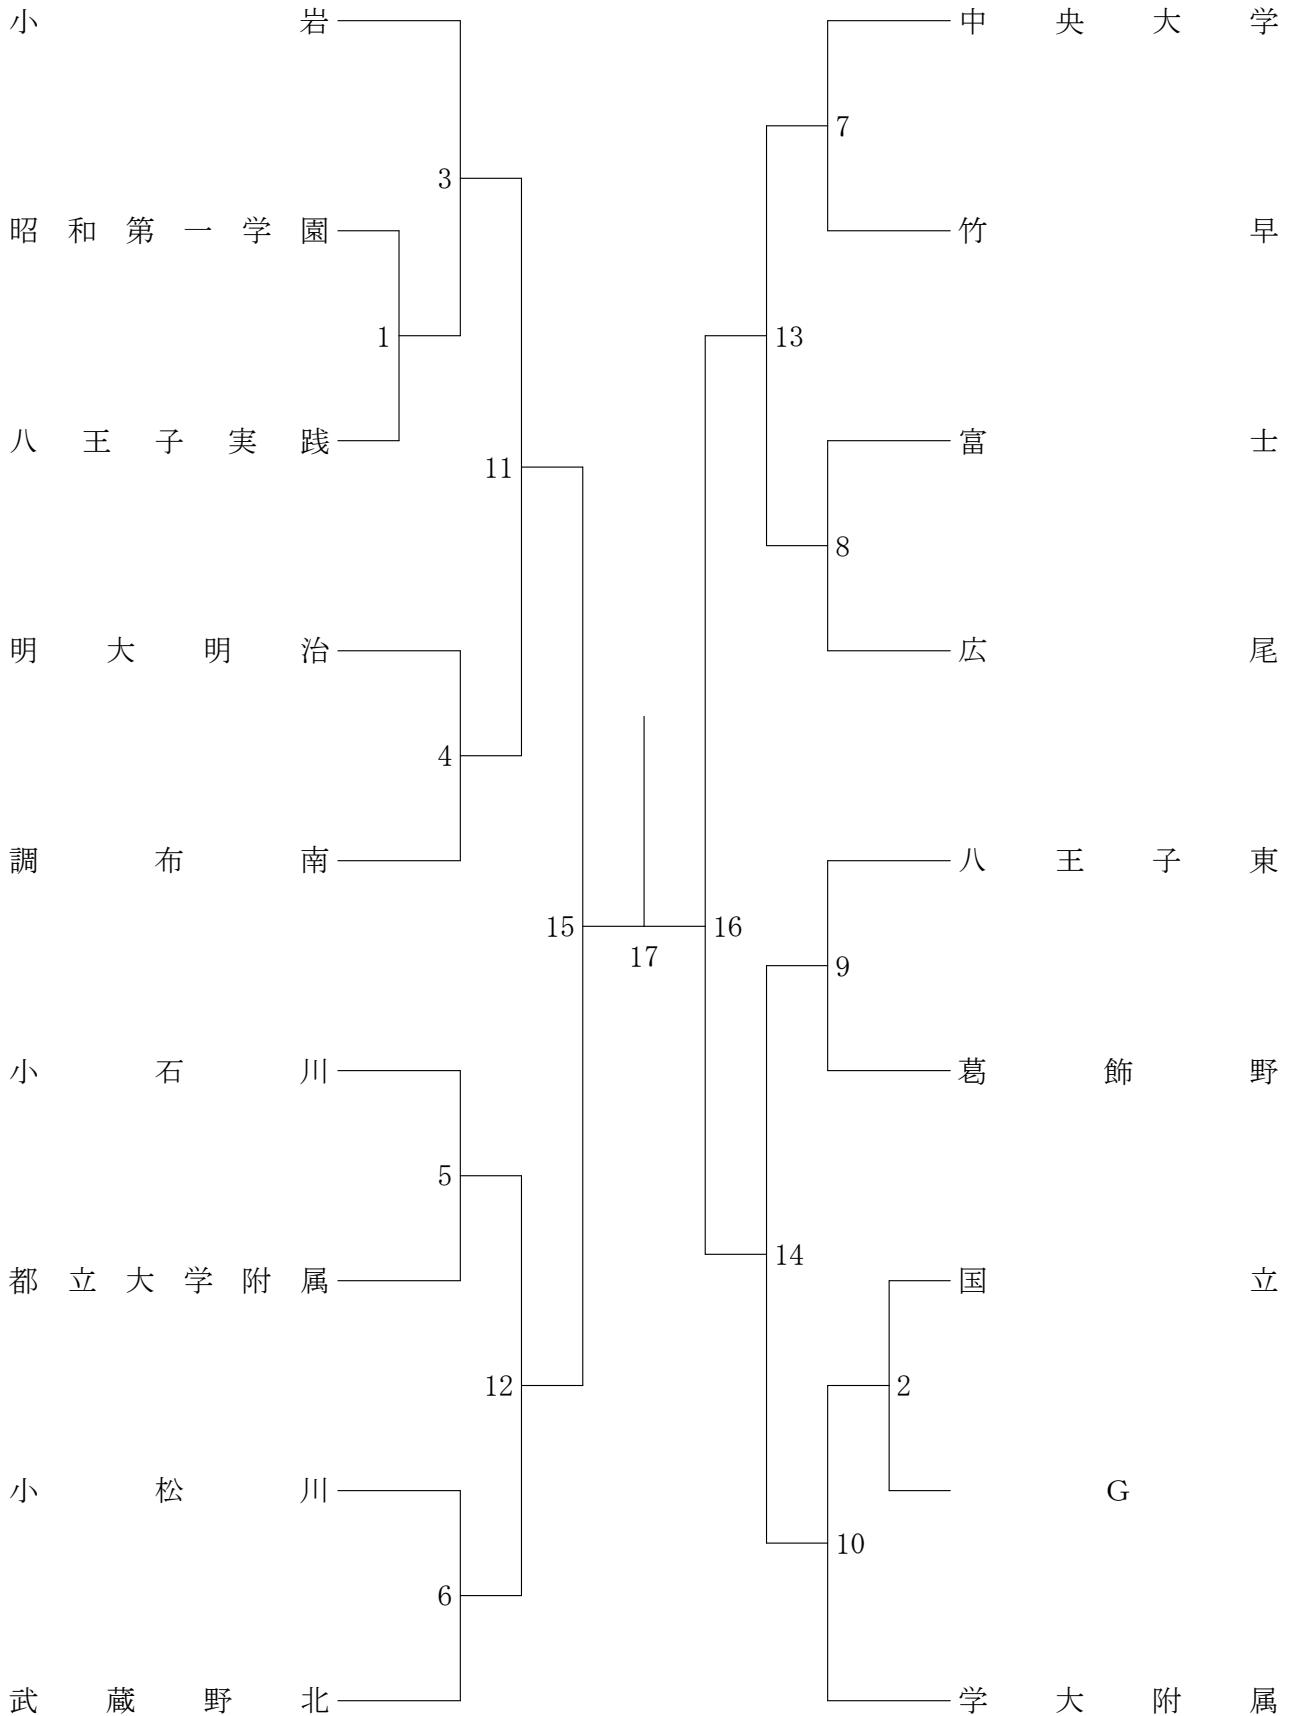 小岩
昭和第一学園
八王子実践
明大明治
調布南
小石川
都立大学附属
小松川
武蔵野北
3
1
11
4
15
5
12
6
17
7
13
8
16
9
14
2
10
中央大学
竹早
富士
広尾
八王子東
葛飾野
国立
G
学大附属